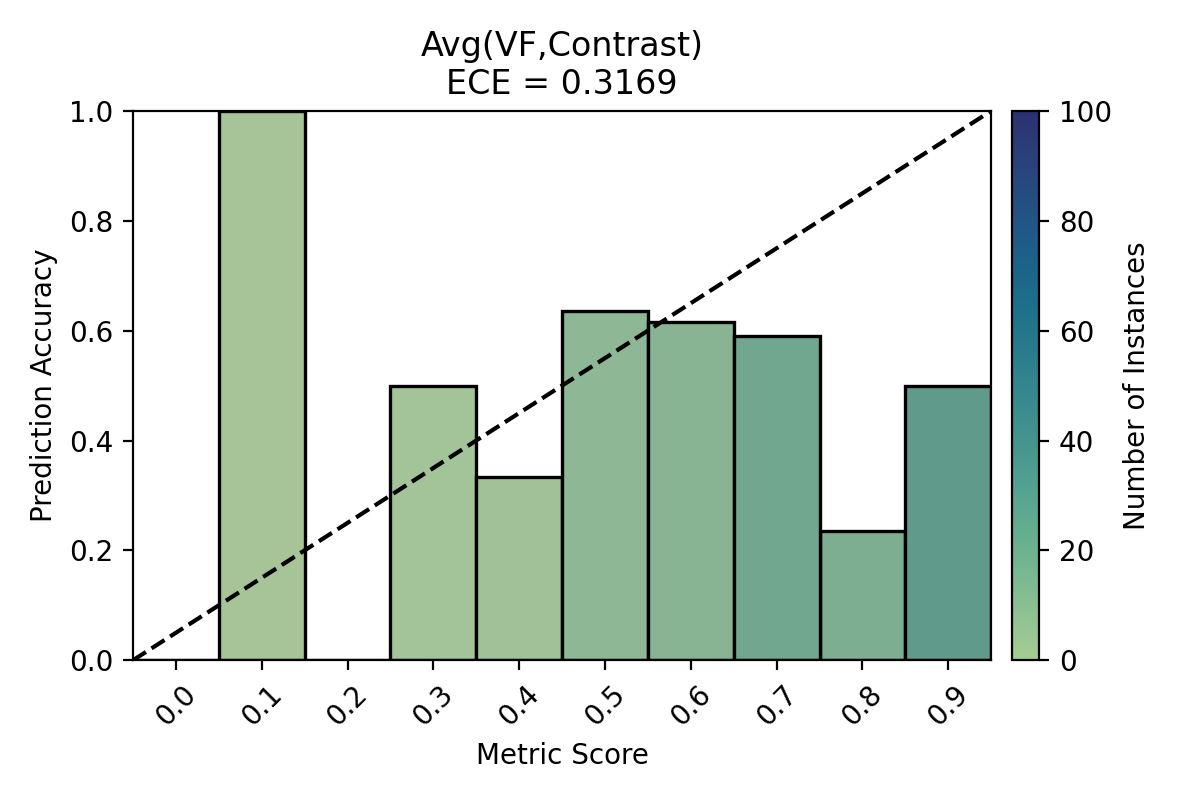 Avg(VF,Contrast)
ECE = 0.3169
Prediction Accuracy
1.0
0.8
0.6
0.4
0.2
0.0
0.0 0.1 0.2 0.3 0.4 0.5 0.6 0.7 0.8 0.9
Metric Score
100
80
60
40
20
0
Number of Instances